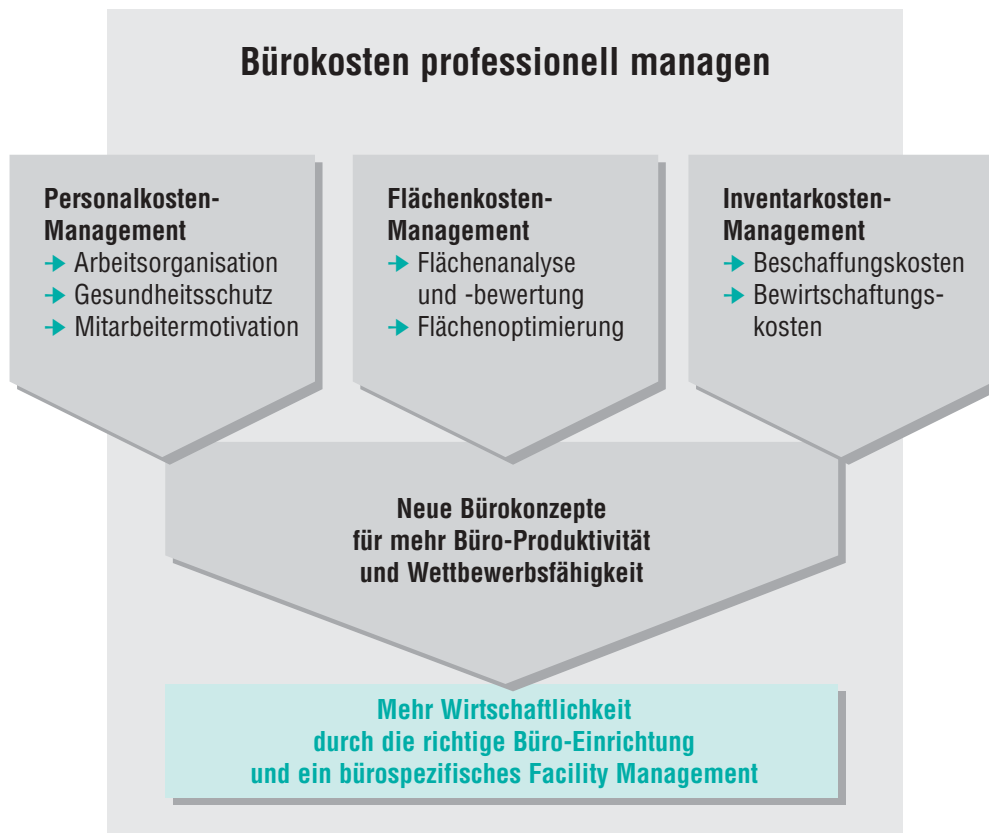 Bürokosten professionell managen
Personalkosten-
Management
→ Arbeitsorganisation
→ Gesundheitsschutz
→ Mitarbeitermotivation
Flächenkosten-
Management
→ Flächenanalyse
und -bewertung
→ Flächenoptimierung
Inventarkosten-
Management
→ Beschaffungskosten
→ Bewirtschaftungs-
kosten
Neue Bürokonzepte
für mehr Büro-Produktivität
und Wettbewerbsfähigkeit
Mehr Wirtschaftlichkeit
durch die richtige Büro-Einrichtung
und ein bürospezifisches Facility Management